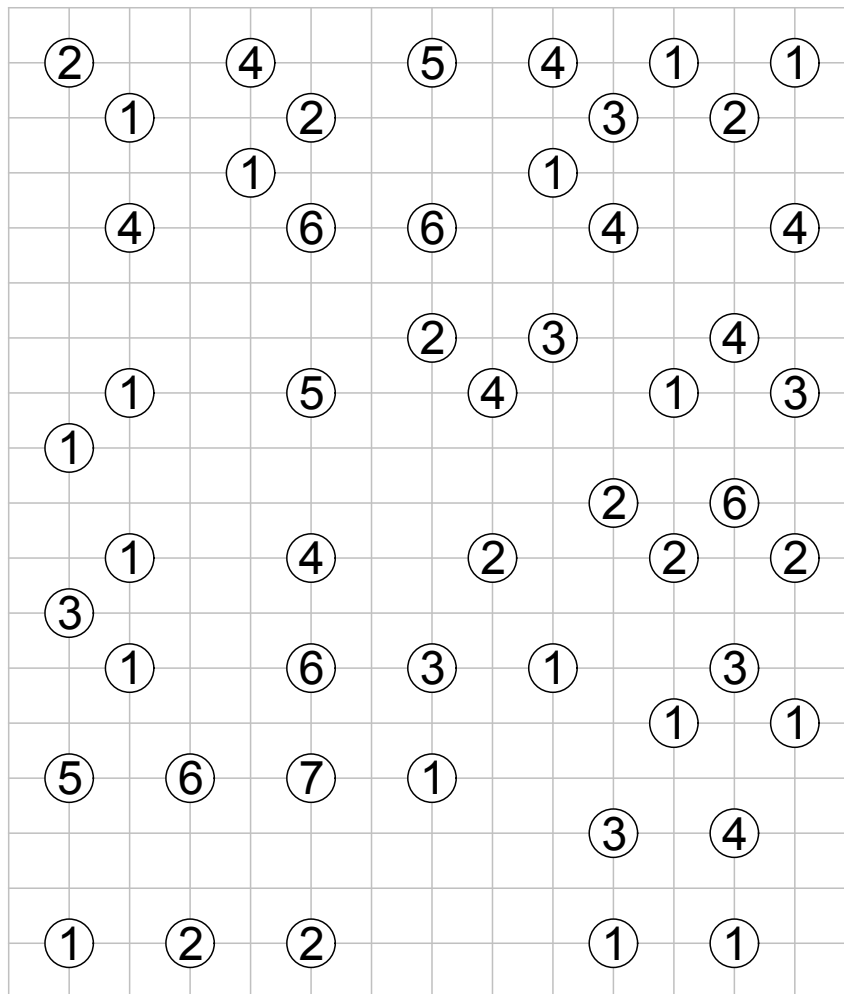 2 4 5 4 1 1
1 2 3 2
1 1
4 6 6 4 4
2 3 4
1 5 4 1 3
1
2 6
1 4 2 2 2
3
1 6 3 1 3
1 1
5 6 7 1
3 4
1 2 2 1 1